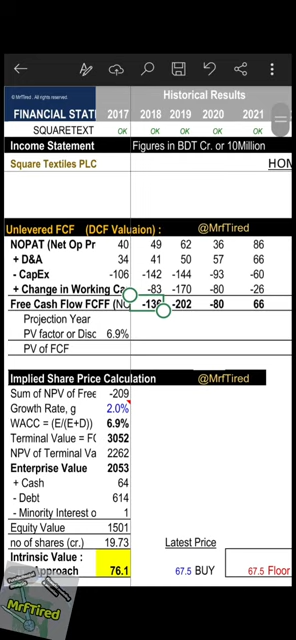 © MrfTired. All rights reserved. Historical Results
FINANCIAL STAT 2017 2018 2019 2020 2021
SQUARETEXT OK OK OK OK OK
Income Statement Figures in BDT Cr. or 10Million
Square Textiles PLC HOM
Unlevered FCF (DCF Valuaion) : @MrfTired
NOPAT (Net Op Pr 40 49 62 36 86
+ D&A 34 41 50 57 66
- CapEx -106 -142 -144 -93 -60
+ Change in Working Ca -83 -170 -80 -26
Free Cash Flow FCFF (NO -202 -80 66
Projection Year
PV factor or Disc 6.9%
PV of FCF
Implied Share Price Calculation @MrfTired
Sum of NPV of Free -209
Growth Rate, g 2.0%
WACC = (E/(E+D) 6.9%
Terminal Value = FC 3052
NPV of Terminal Va 2262
Enterprise Value 2053
+ Cash 64
- Debt 614
- Minority Interest o 1
Equity Value 1501
no of shares (cr.) 19.73 Latest Price
Intrinsic Value :
Approach 76.1 67.5 BUY 67.5 Floor
MrfTired